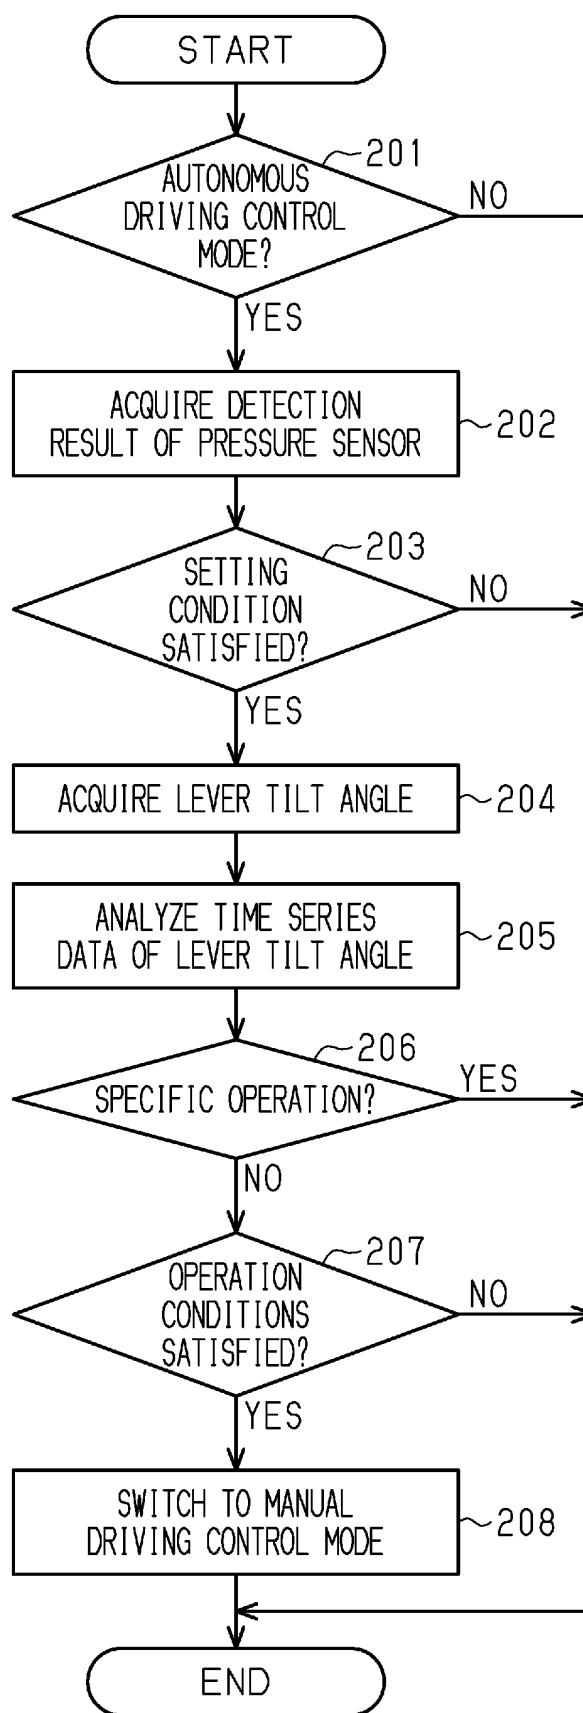 START
201
AUTONOMOUS
DRIVING CONTROL
MODE?
NO
YES
ACQUIRE DETECTION
RESULT OF PRESSURE SENSOR
202
203
SETTING
CONDITION
SATISFIED?
NO
YES
ACQUIRE LEVER TILT ANGLE
204
ANALYZE TIME SERIES
DATA OF LEVER TILT ANGLE
205
206
SPECIFIC OPERATION?
YES
NO
207
OPERATION
CONDITIONS
SATISFIED?
NO
YES
SWITCH TO MANUAL
DRIVING CONTROL MODE
208
END